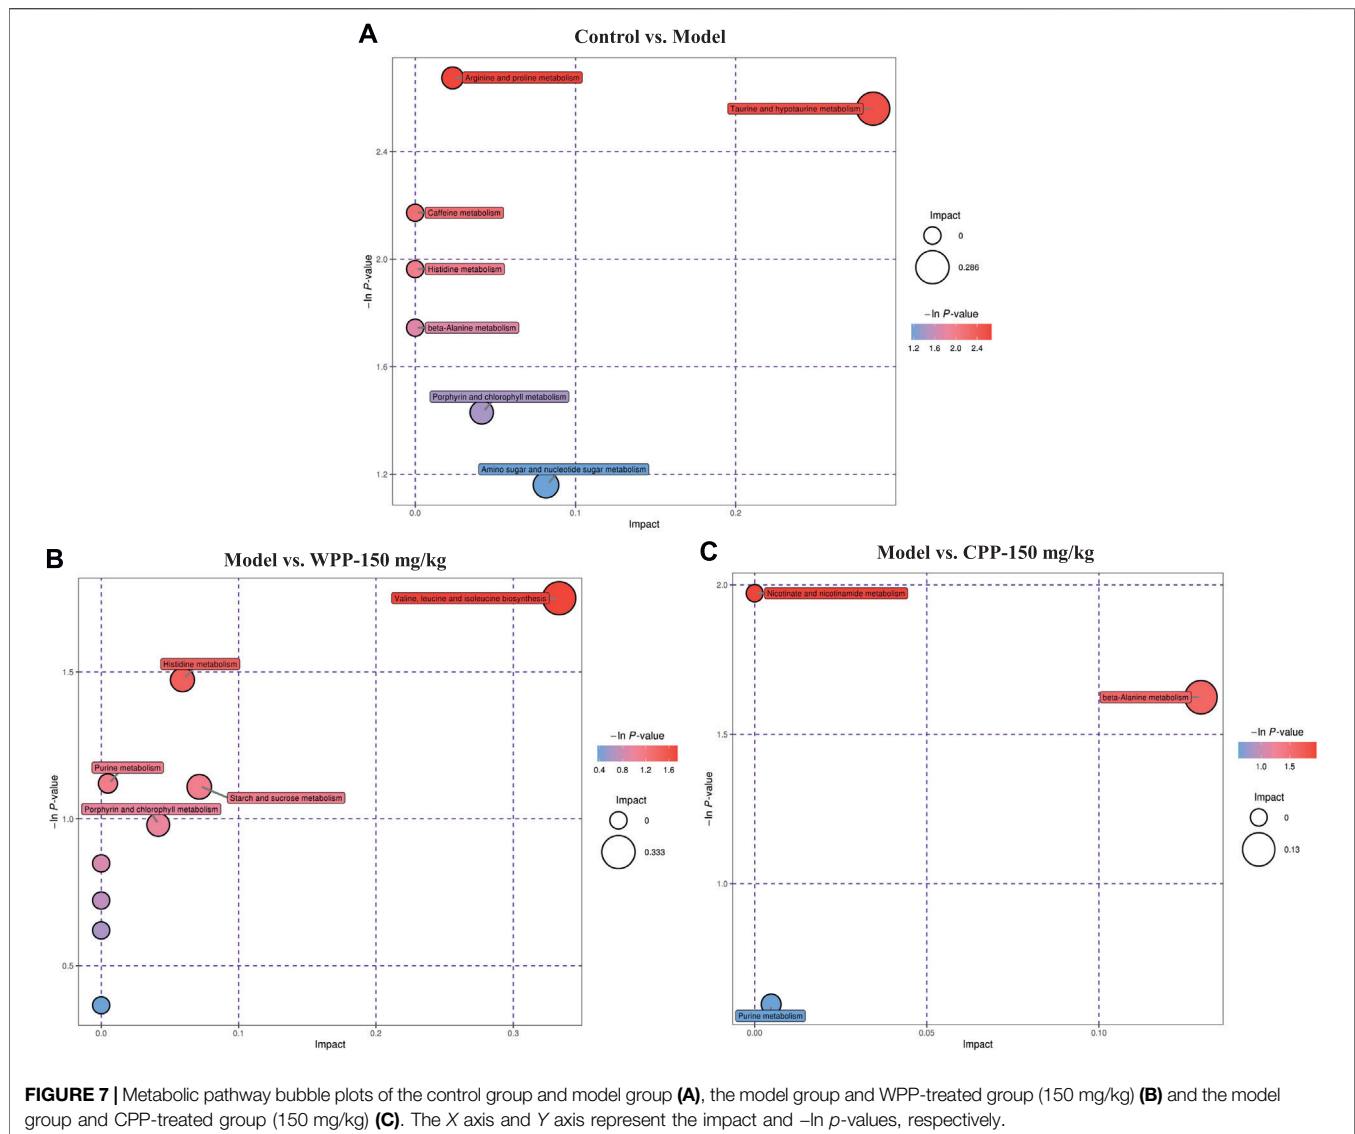 A
Control vs. Model
Arginine and proline metabolism
Taurine and hypotaurine metabolism
2.4
Caffeine metabolism
Impact
0
2.0
Histidine metabolism
0.286
−ln P-value
−ln P-value
beta-Alanine metabolism
1.2 1.6 2.0 2.4
1.6
Porphyrin and chlorophyll metabolism
Amino sugar and nucleotide sugar metabolism
1.2
0.0 0.1 0.2
Impact
B
Model vs. WPP-150 mg/kg
Valine, leucine and isoleucine biosynthesis
Histidine metabolism
1.5
−ln P-value
0.4 0.8 1.2 1.6
Purine metabolism
Starch and sucrose metabolism
Porphyrin and chlorophyll metabolism
−ln P-value
1.0
Impact
0
0.333
0.5
0.0 0.1 0.2 0.3
Impact
C
Model vs. CPP-150 mg/kg
2.0
Nicotinate and nicotinamide metabolism
beta-Alanine metabolism
1.5
−ln P-value
1.0 1.5
−ln P-value
Impact
0
0.13
1.0
Purine metabolism
0.00 0.05 0.10
Impact
FIGURE 7 | Metabolic pathway bubble plots of the control group and model group (A), the model group and WPP-treated group (150 mg/kg) (B) and the model
group and CPP-treated group (150 mg/kg) (C). The X axis and Y axis represent the impact and −ln p-values, respectively.